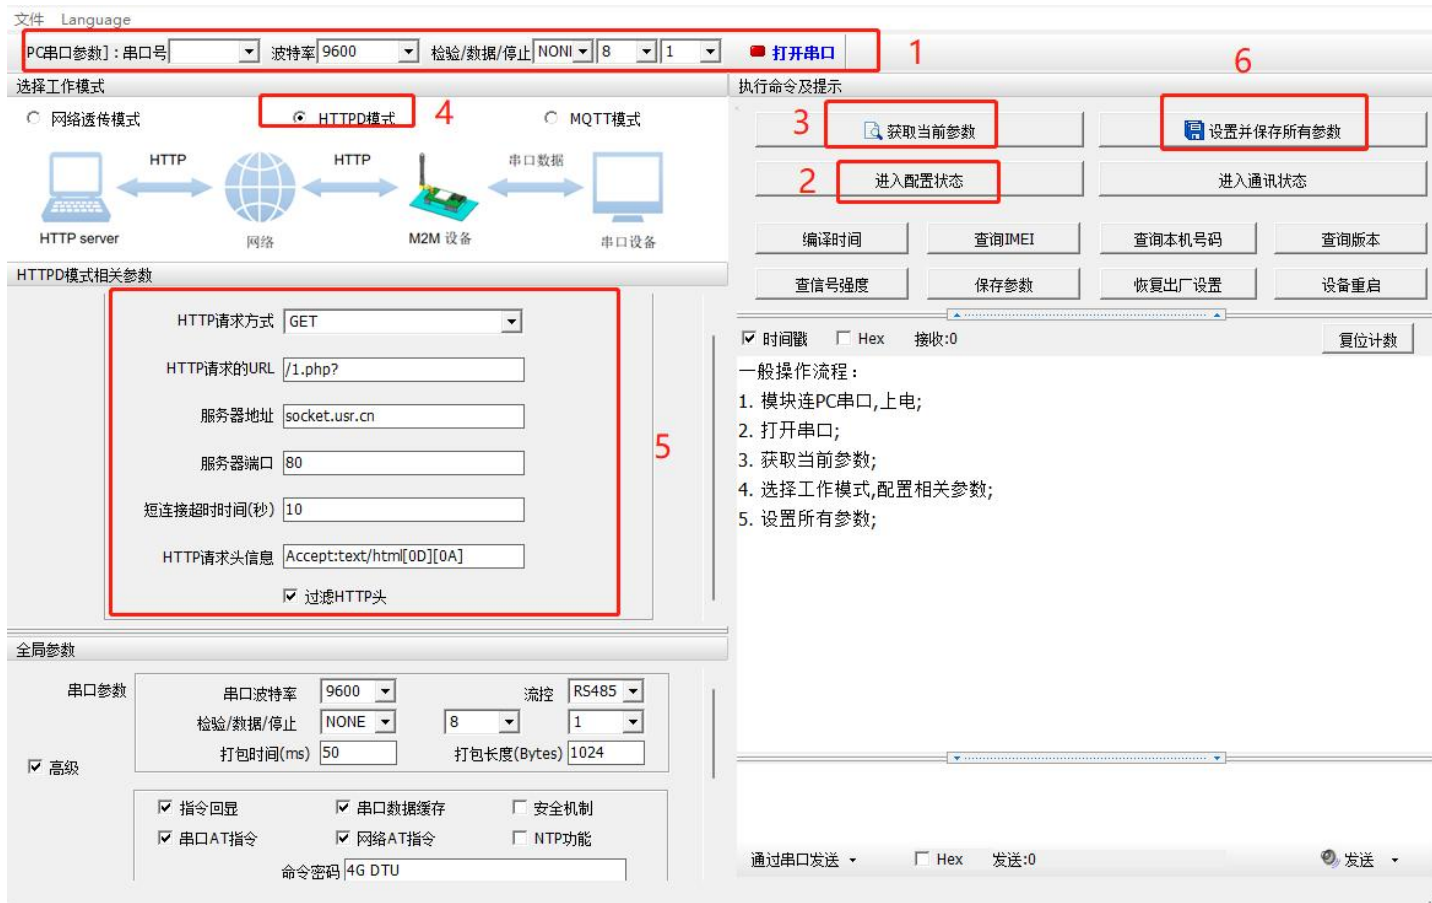 文件 Language
PC串口参数]：串口号 波特率 9600 检验/数据/停止 NONI 8 1 打开串口 1
选择工作模式
网络透传模式 HTTPD模式 4 MQTT模式
HTTP HTTP 串口数据
HTTP server 网络 M2M 设备 串口设备
HTTPD模式相关参数
HTTP请求方式 GET
HTTP请求的URL /1.php?
服务器地址 socket.usr.cn
服务器端口 80
短连接超时时间(秒) 10
HTTP请求头信息 Accept:text/html[0D][0A]
过滤HTTP头
5
全局参数
串口参数 串口波特率 9600 流控 RS485
检验/数据/停止 NONE 8 1
打包时间(ms) 50 打包长度(Bytes) 1024
高级
指令回显 串口数据缓存 安全机制
串口AT指令 网络AT指令 NTP功能
命令密码 4G DTU
6
执行命令及提示
3 获取当前参数 设置并保存所有参数
2 进入配置状态 进入通讯状态
编译时间 查询IMEI 查询本机号码 查询版本
查信号强度 保存参数 恢复出厂设置 设备重启
时间戳 Hex 接收:0 复位计数
一般操作流程：
1. 模块连PC串口,上电;
2. 打开串口;
3. 获取当前参数;
4. 选择工作模式,配置相关参数;
5. 设置所有参数;
通过串口发送 Hex 发送:0 发送